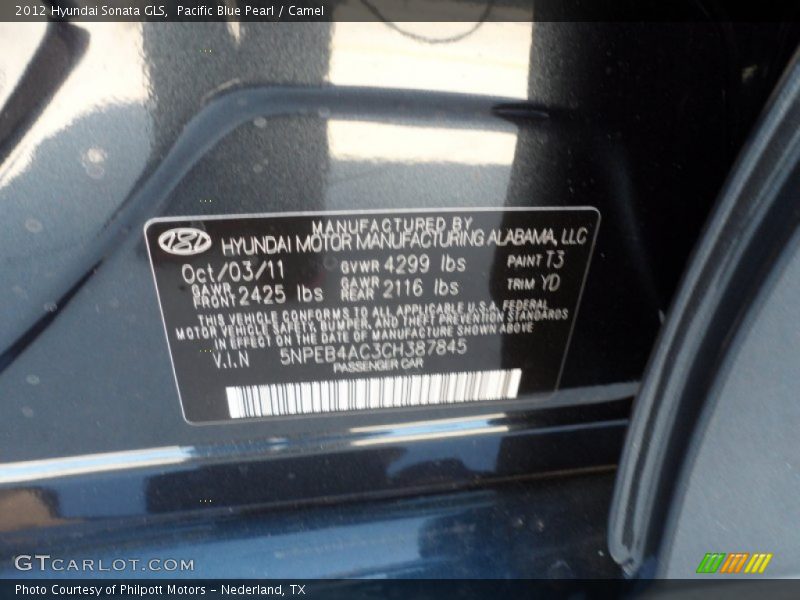 2012 Hyundai Sonata GLS, Pacific Blue Pearl / Camel
MANUFACTURED BY
HYUNDAI MOTOR MANUFACTURING ALABAMA, LLC
Oct/03/11 GVWR 4299 lbs PAINT T3
GAWR FRONT 2425 lbs GAWR REAR 2116 lbs TRIM YD
THIS VEHICLE CONFORMS TO ALL APPLICABLE U.S.A. FEDERAL
MOTOR VEHICLE SAFETY, BUMPER, AND THEFT PREVENTION STANDARDS
IN EFFECT ON THE DATE OF MANUFACTURE SHOWN ABOVE
V.I.N 5NPEB4AC3CH387845
PASSENGER CAR
GTCARLOT.COM
Photo Courtesy of Philpott Motors - Nederland, TX